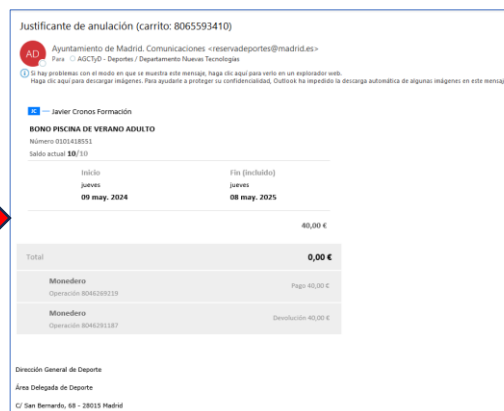 Justificante de anulación (carrito: 8065593410)
AD
Ayuntamiento de Madrid. Comunicaciones <reservadeportes@madrid.es>
Para AGCTyD - Deportes / Departamento Nuevas Tecnologías
Si hay problemas con el modo en que se muestra este mensaje, haga clic aquí para verlo en un explorador web.
Haga clic aquí para descargar imágenes. Para ayudarle a proteger su confidencialidad, Outlook ha impedido la descarga automática de algunas imágenes en este mensaj
JC — Javier Cronos Formación
BONO PISCINA DE VERANO ADULTO
Número 0101418551
Saldo actual 10/10
Inicio Fin (incluido)
jueves jueves
09 may. 2024 08 may. 2025
40,00 €
Total 0,00 €
Monedero
Operación 8046269219 Pago 40,00 €
Monedero
Operación 8046291187 Devolución 40,00 €
Dirección General de Deporte
Área Delegada de Deporte
C/ San Bernardo, 68 - 28015 Madrid